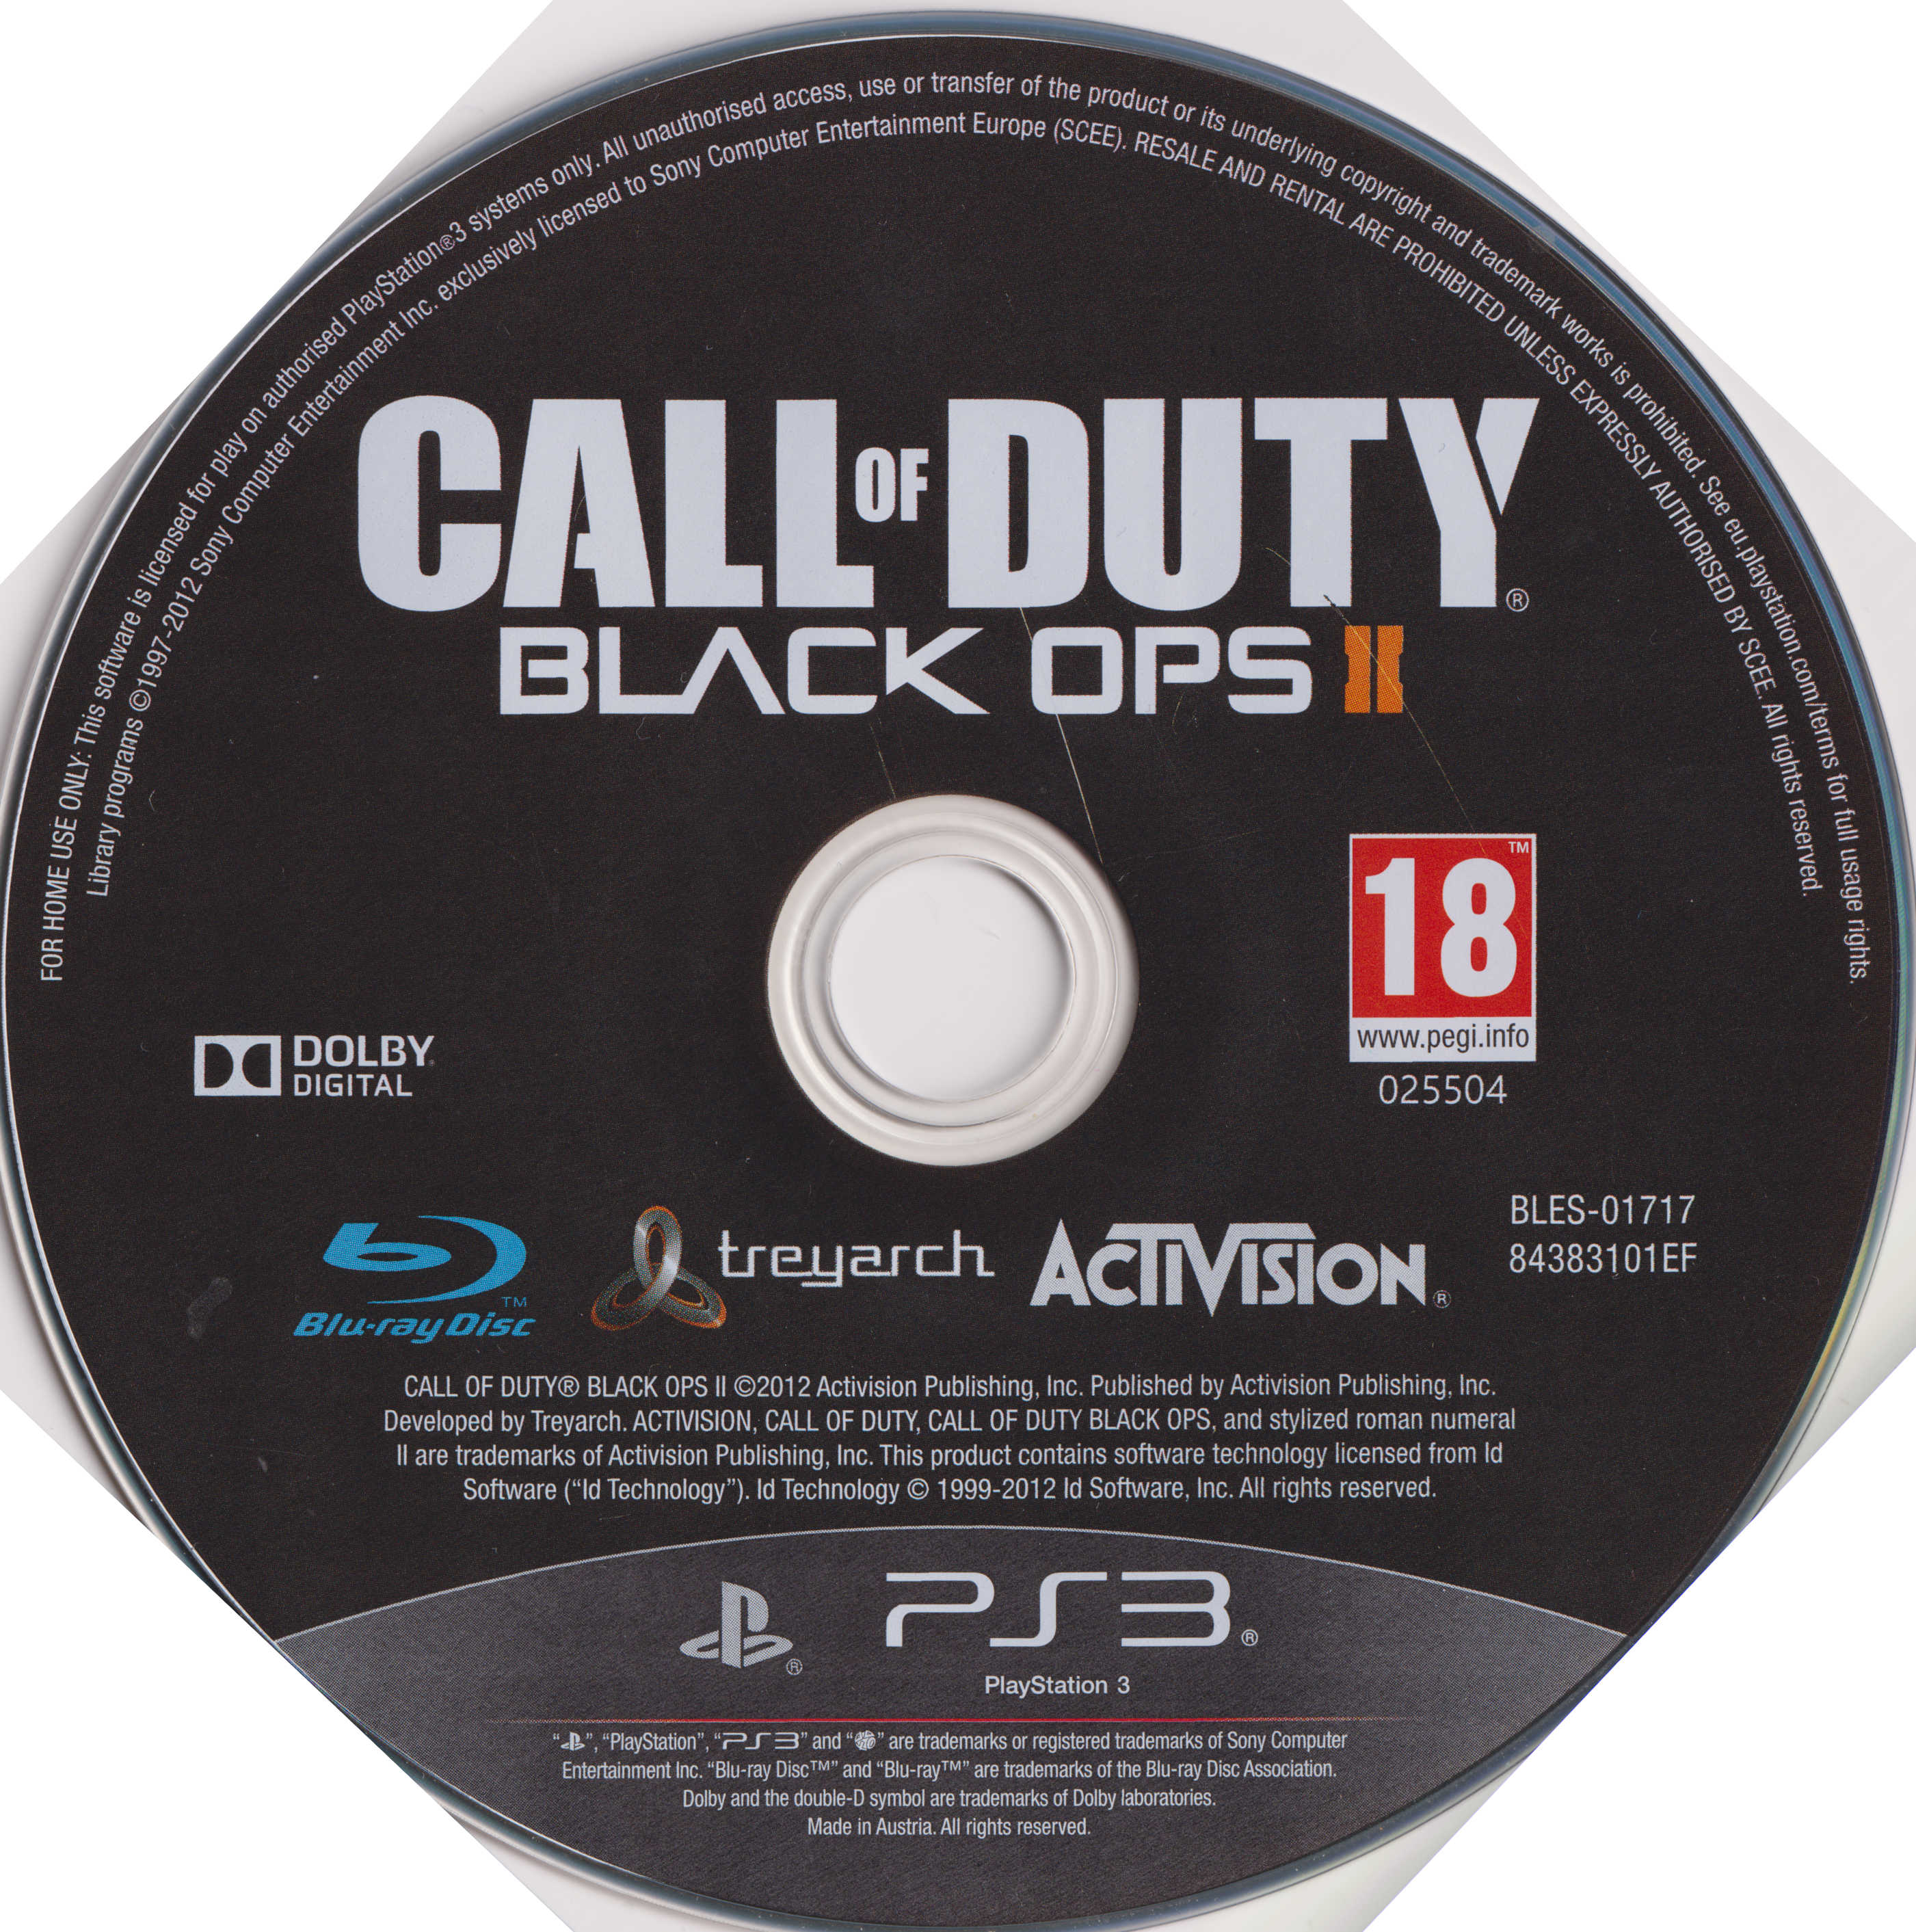 FOR HOME USE ONLY: This software is licensed for play on authorised PlayStation®3 systems only. All unauthorised access, use or transfer of the product or its underlying copyright and trademark works is prohibited. See eu.playstation.com/terms for full usage rights.
Library programs ©1997-2012 Sony Computer Entertainment Inc. exclusively licensed to Sony Computer Entertainment Europe (SCEE). RESALE AND RENTAL ARE PROHIBITED UNLESS EXPRESSLY AUTHORISED BY SCEE. All rights reserved.
CALL OF DUTY®
BLACK OPS II
18™
www.pegi.info
025504
DOLBY
DIGITAL
BLES-01717
84383101EF
Blu-ray Disc™
treyarch
ACTIVISION®
CALL OF DUTY® BLACK OPS II ©2012 Activision Publishing, Inc. Published by Activision Publishing, Inc.
Developed by Treyarch. ACTIVISION, CALL OF DUTY, CALL OF DUTY BLACK OPS, and stylized roman numeral
II are trademarks of Activision Publishing, Inc. This product contains software technology licensed from Id
Software (“Id Technology”). Id Technology © 1999-2012 Id Software, Inc. All rights reserved.
® PS3®
PlayStation 3
“ ”, “PlayStation”, “PS3” and “ ” are trademarks or registered trademarks of Sony Computer
Entertainment Inc. “Blu-ray Disc™” and “Blu-ray™” are trademarks of the Blu-ray Disc Association.
Dolby and the double-D symbol are trademarks of Dolby laboratories.
Made in Austria. All rights reserved.